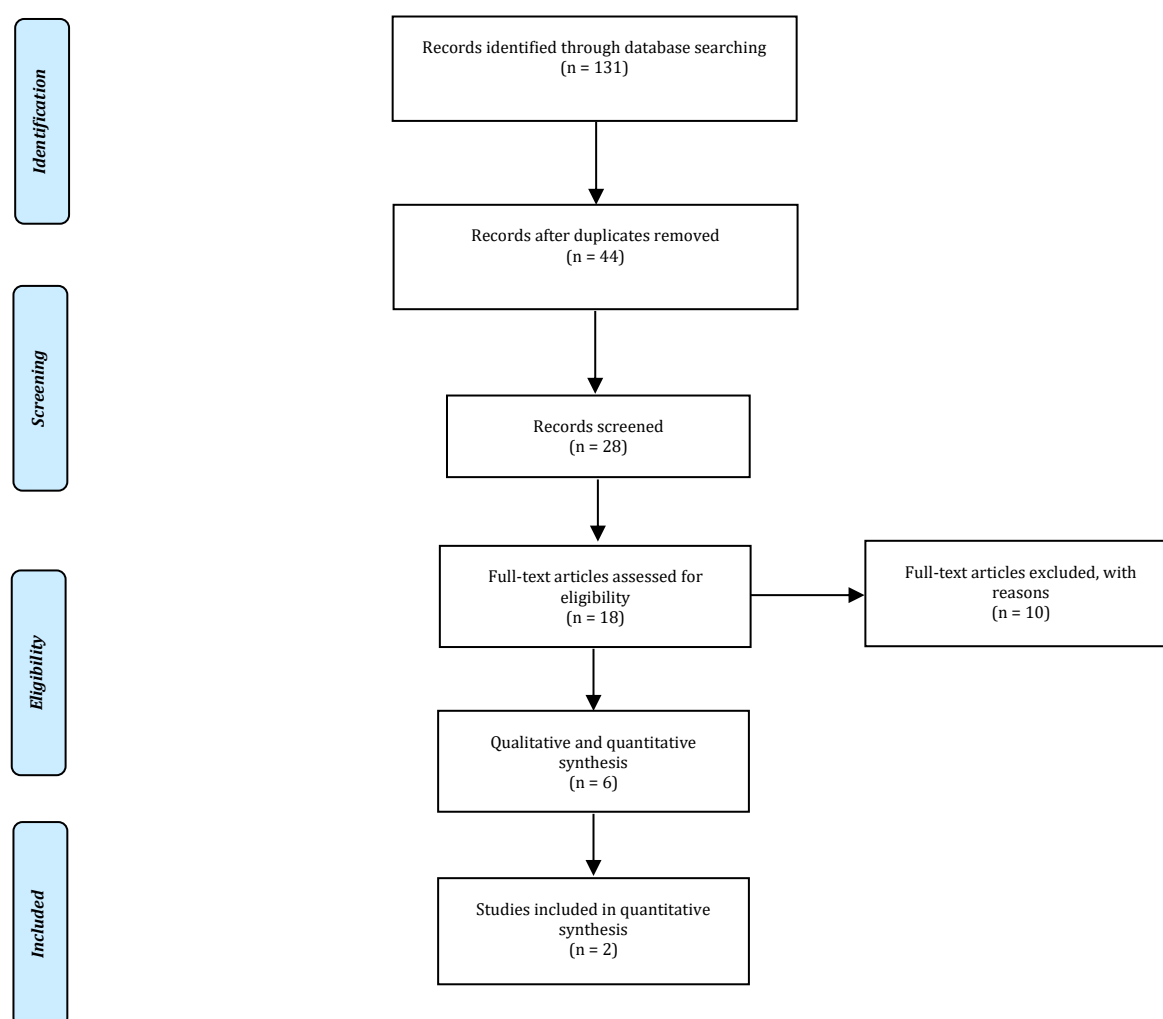 Identification
Records identified through database searching
(n = 131)
Records after duplicates removed
(n = 44)
Screening
Records screened
(n = 28)
Eligibility
Full-text articles assessed for
eligibility
(n = 18)
Full-text articles excluded, with
reasons
(n = 10)
Qualitative and quantitative
synthesis
(n = 6)
Included
Studies included in quantitative
synthesis
(n = 2)